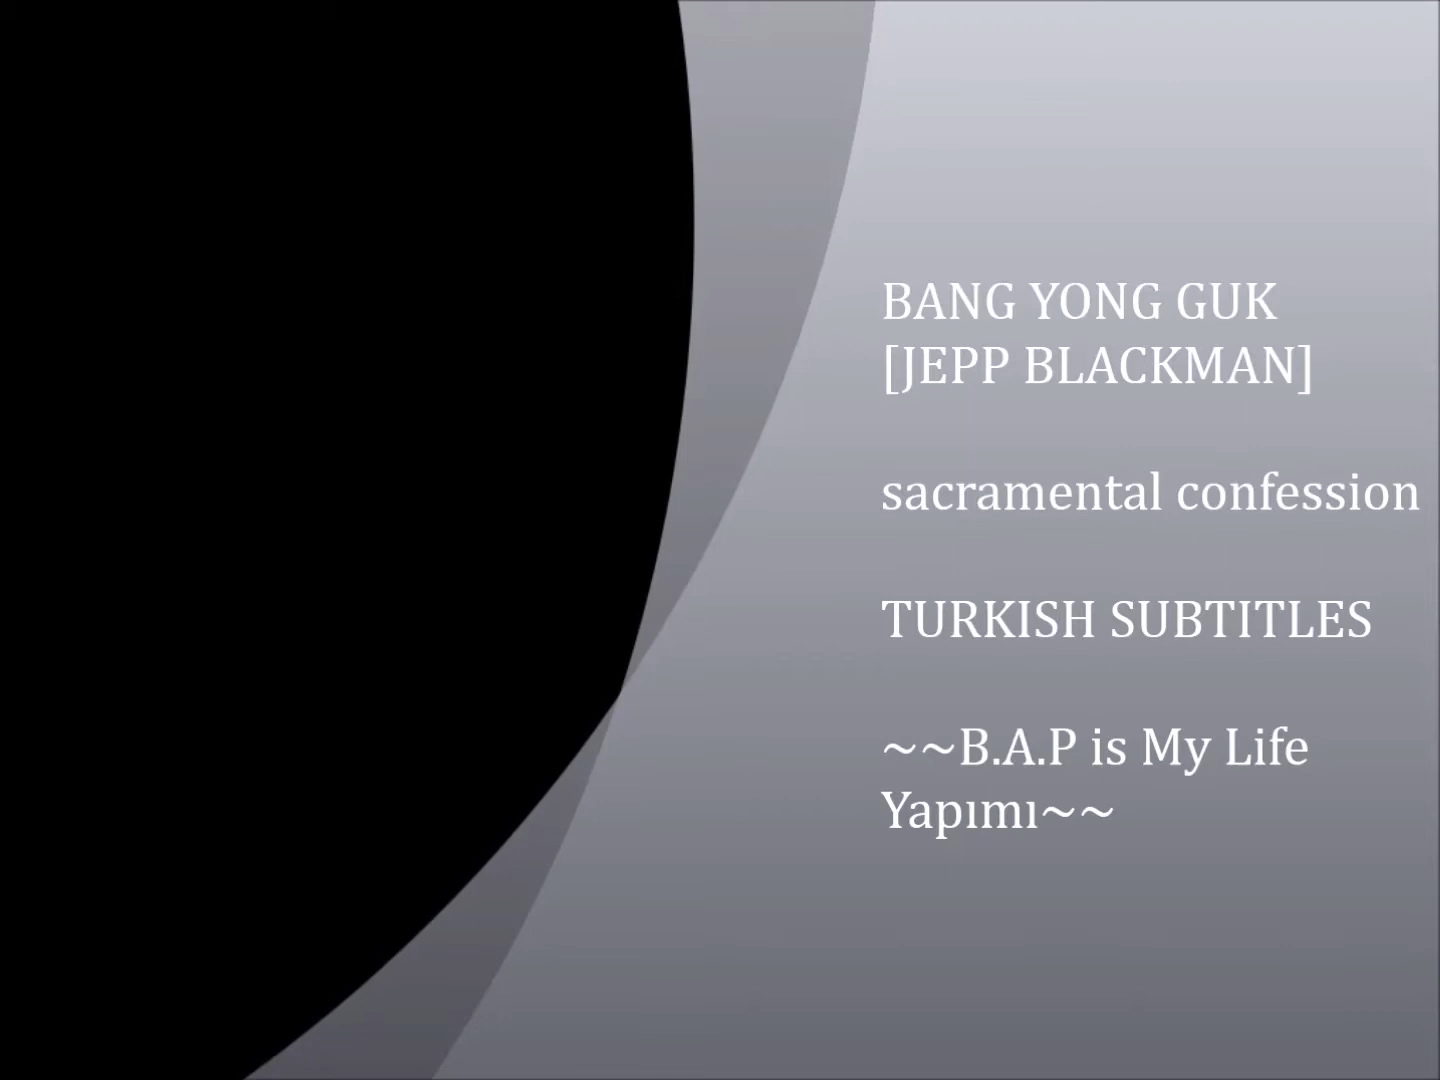 BANG YONG GUK
[JEPP BLACKMAN]
sacramental confession
TURKISH SUBTITLES
~~B.A.P is My Life
Yapımı~~